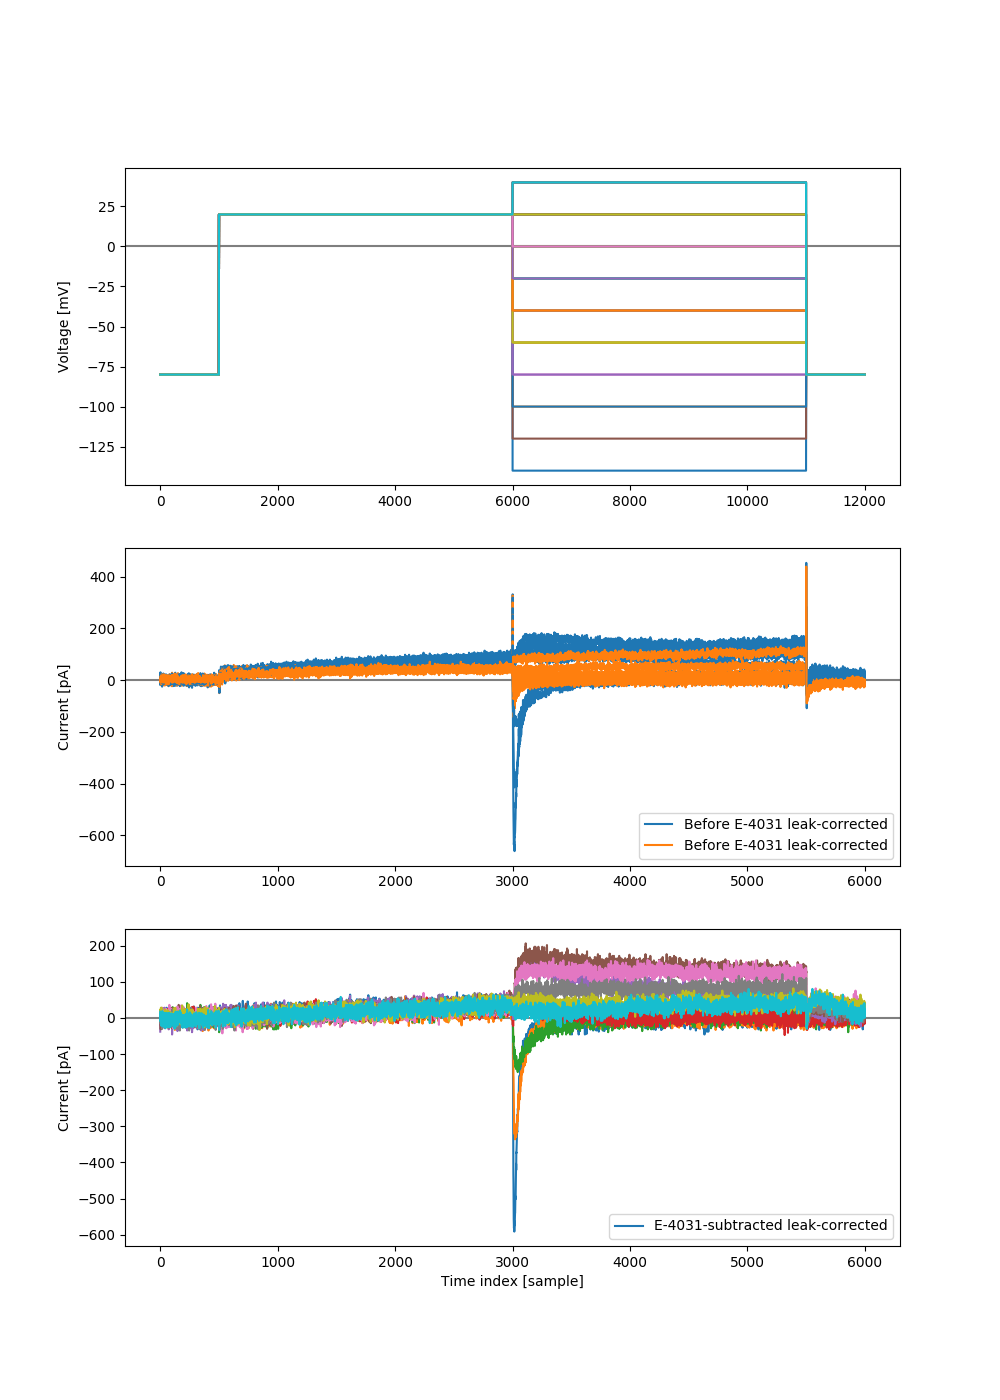 25
0
−25
−50
−75
−100
−125
Voltage [mV]
0 2000 4000 6000 8000 10000 12000
400
200
0
−200
−400
−600
Current [pA]
Before E-4031 leak-corrected
Before E-4031 leak-corrected
0 1000 2000 3000 4000 5000 6000
200
100
0
−100
−200
−300
−400
−500
−600
Current [pA]
E-4031-subtracted leak-corrected
0 1000 2000 3000 4000 5000 6000
Time index [sample]